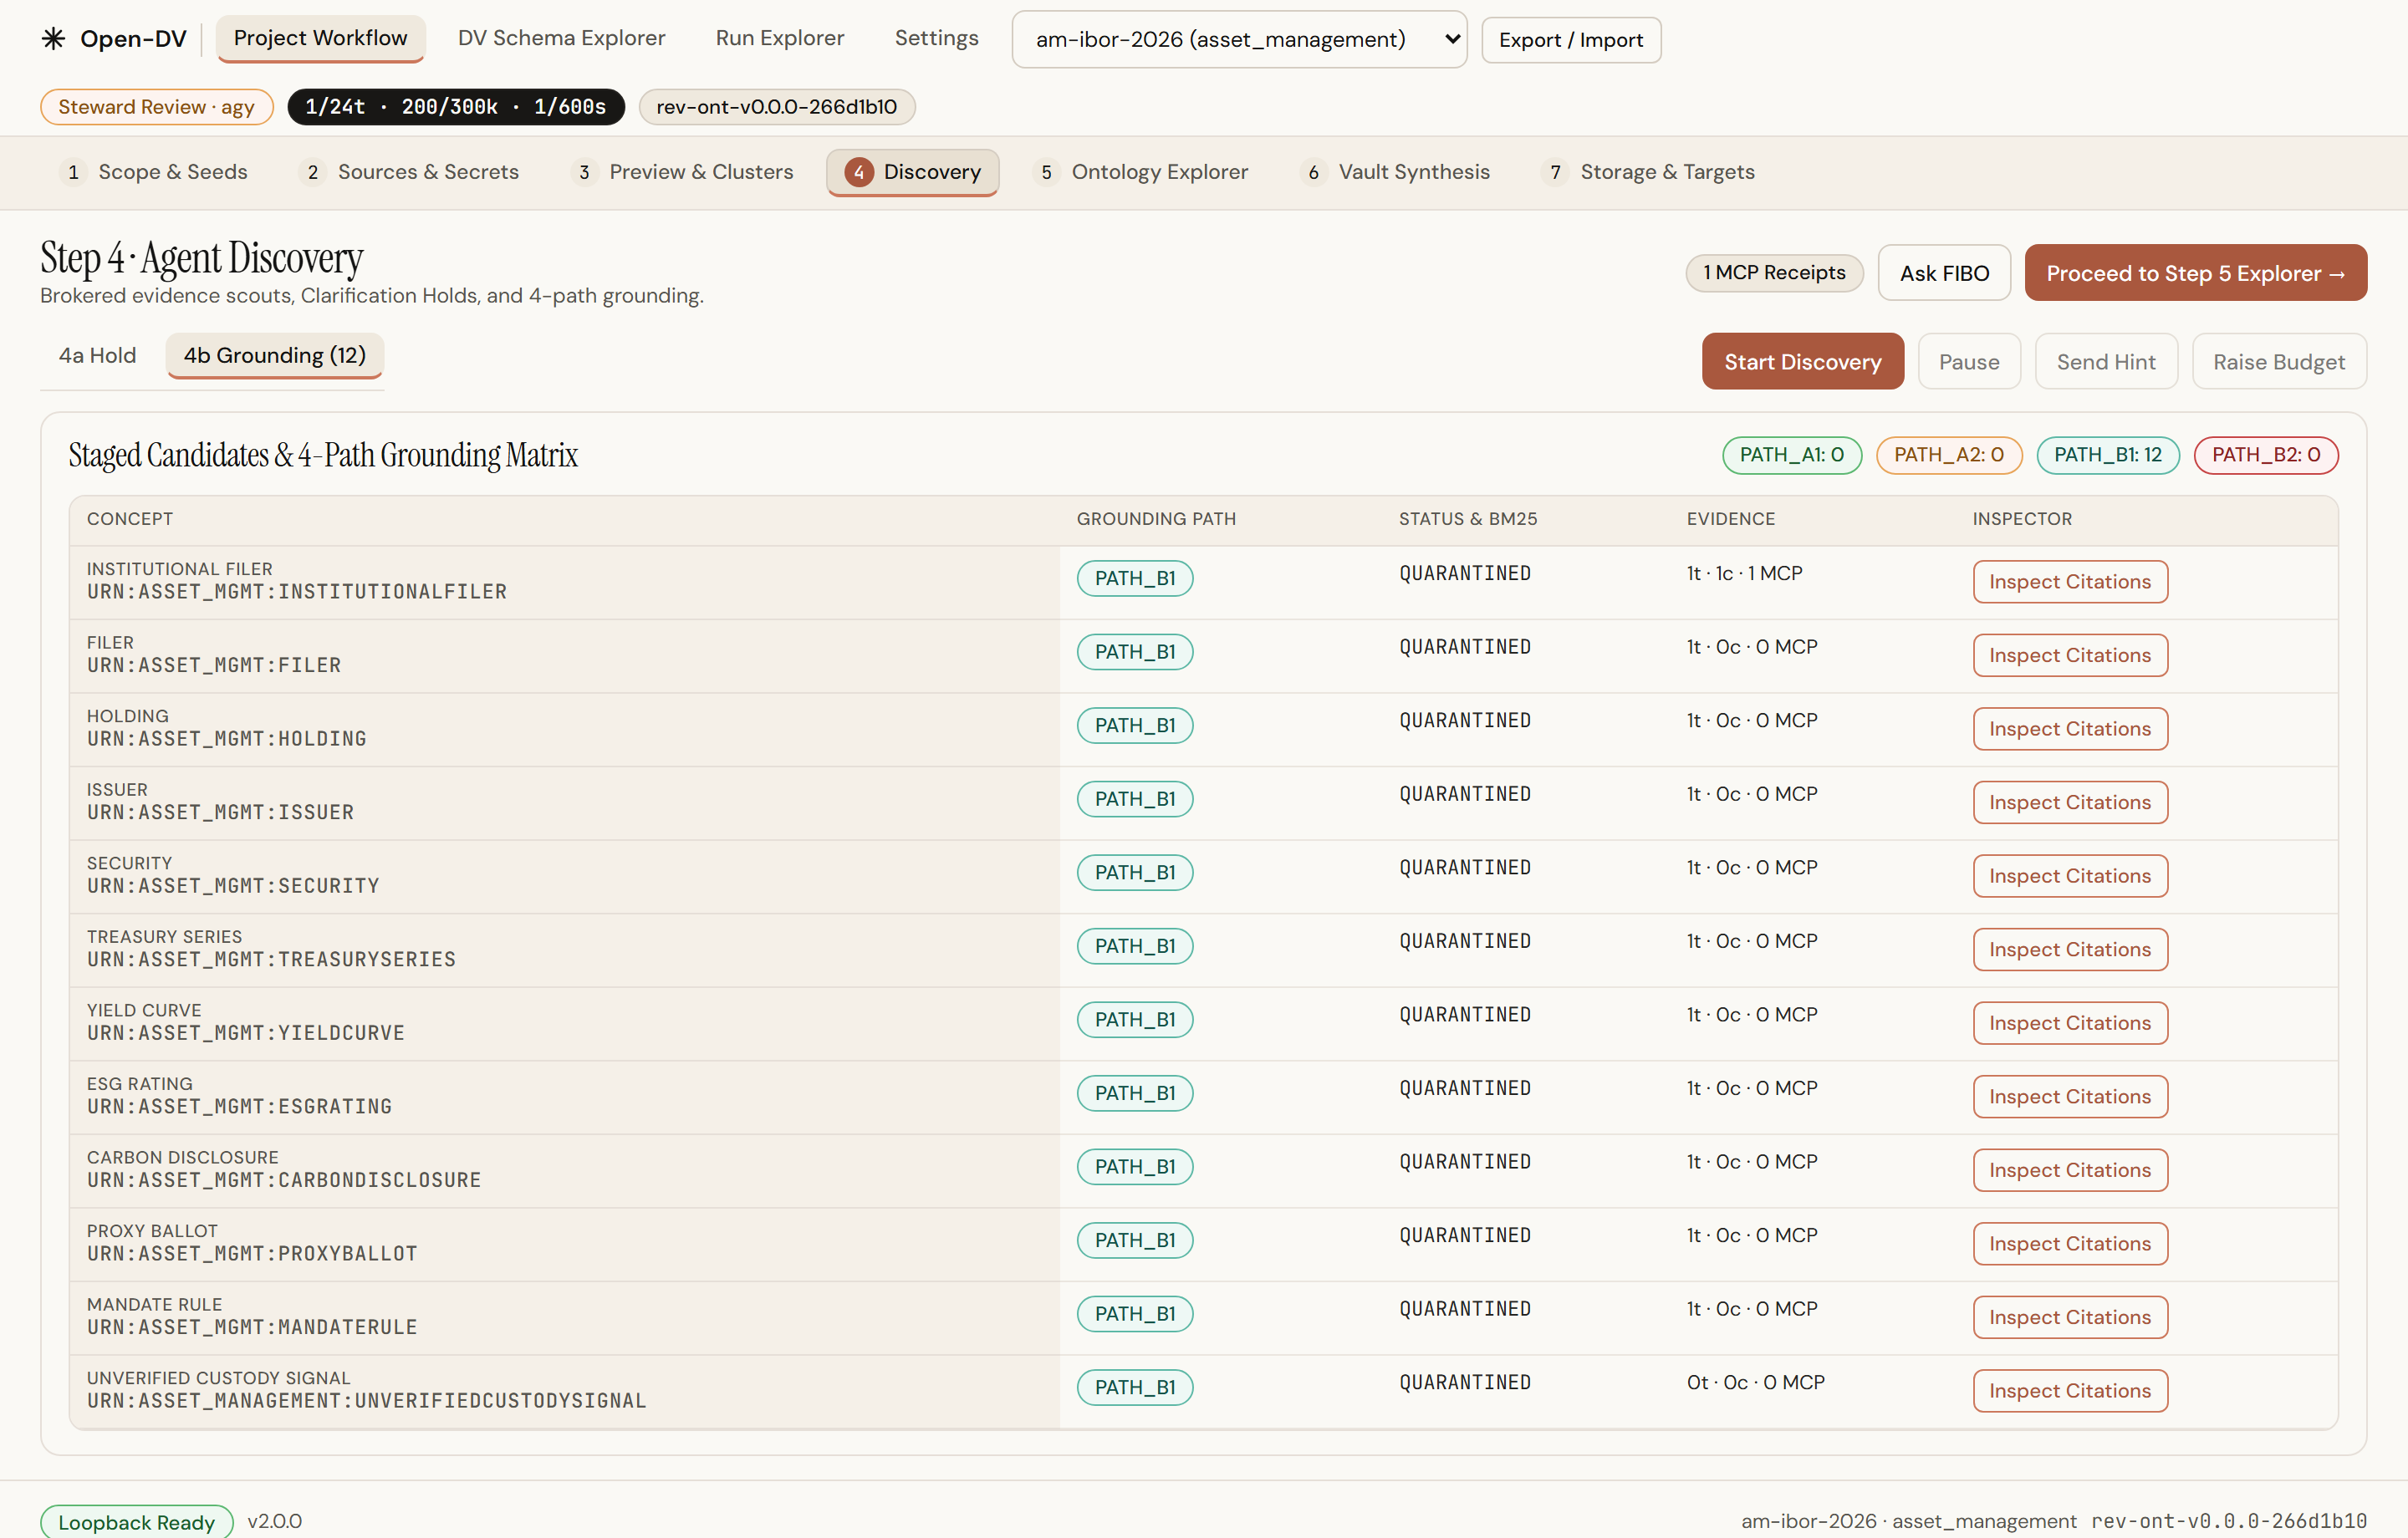 Open-DV
Project Workflow
DV Schema Explorer
Run Explorer
Settings
am-ibor-2026 (asset_management)
Export / Import
Steward Review · agy
1/24t · 200/300k · 1/600s
rev-ont-v0.0.0-266d1b10
1 Scope & Seeds
2 Sources & Secrets
3 Preview & Clusters
4 Discovery
5 Ontology Explorer
6 Vault Synthesis
7 Storage & Targets
Step 4 · Agent Discovery
Brokered evidence scouts, Clarification Holds, and 4-path grounding.
1 MCP Receipts
Ask FIBO
Proceed to Step 5 Explorer →
4a Hold
4b Grounding (12)
Start Discovery
Pause
Send Hint
Raise Budget
Staged Candidates & 4-Path Grounding Matrix
PATH_A1: 0
PATH_A2: 0
PATH_B1: 12
PATH_B2: 0
CONCEPT GROUNDING PATH STATUS & BM25 EVIDENCE INSPECTOR
INSTITUTIONAL FILER
URN:ASSET_MGMT:INSTITUTIONALFILER
PATH_B1 QUARANTINED 1t · 1c · 1 MCP Inspect Citations
FILER
URN:ASSET_MGMT:FILER
PATH_B1 QUARANTINED 1t · 0c · 0 MCP Inspect Citations
HOLDING
URN:ASSET_MGMT:HOLDING
PATH_B1 QUARANTINED 1t · 0c · 0 MCP Inspect Citations
ISSUER
URN:ASSET_MGMT:ISSUER
PATH_B1 QUARANTINED 1t · 0c · 0 MCP Inspect Citations
SECURITY
URN:ASSET_MGMT:SECURITY
PATH_B1 QUARANTINED 1t · 0c · 0 MCP Inspect Citations
TREASURY SERIES
URN:ASSET_MGMT:TREASURYSERIES
PATH_B1 QUARANTINED 1t · 0c · 0 MCP Inspect Citations
YIELD CURVE
URN:ASSET_MGMT:YIELDCURVE
PATH_B1 QUARANTINED 1t · 0c · 0 MCP Inspect Citations
ESG RATING
URN:ASSET_MGMT:ESGRATING
PATH_B1 QUARANTINED 1t · 0c · 0 MCP Inspect Citations
CARBON DISCLOSURE
URN:ASSET_MGMT:CARBONDISCLOSURE
PATH_B1 QUARANTINED 1t · 0c · 0 MCP Inspect Citations
PROXY BALLOT
URN:ASSET_MGMT:PROXYBALLOT
PATH_B1 QUARANTINED 1t · 0c · 0 MCP Inspect Citations
MANDATE RULE
URN:ASSET_MGMT:MANDATERULE
PATH_B1 QUARANTINED 1t · 0c · 0 MCP Inspect Citations
UNVERIFIED CUSTODY SIGNAL
URN:ASSET_MANAGEMENT:UNVERIFIEDCUSTODYSIGNAL
PATH_B1 QUARANTINED 0t · 0c · 0 MCP Inspect Citations
Loopback Ready v2.0.0
am-ibor-2026 · asset_management rev-ont-v0.0.0-266d1b10